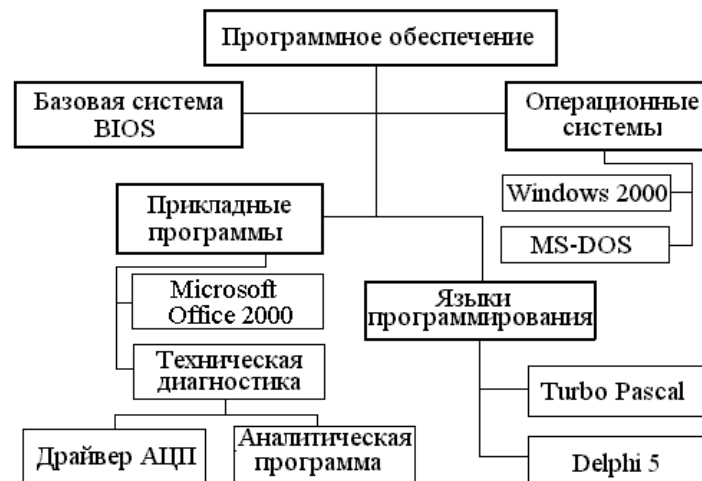 Программное обеспечение
Базовая система
BIOS
Операционные
системы
Windows 2000
MS-DOS
Прикладные
программы
Microsoft
Office 2000
Техническая
диагностика
Драйвер АЦП
Аналитическая
программа
Языки
программирования
Turbo Pascal
Delphi 5